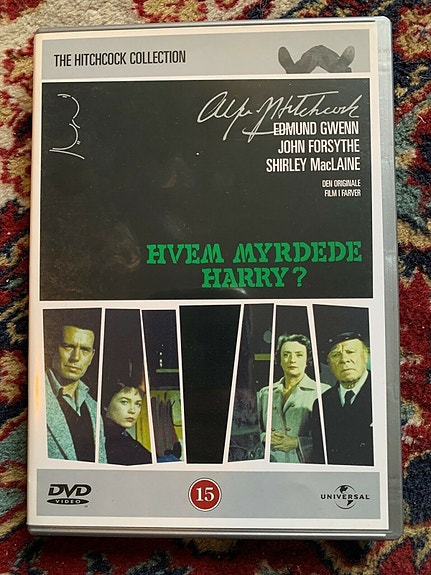 THE HITCHCOCK COLLECTION
Alfred Hitchcock
EDMUND GWENN
JOHN FORSYTHE
SHIRLEY MacLAINE
DEN ORIGINALE
FILM I FARVER
HVEM MYRDEDE
HARRY?
DVD
VIDEO
15
UNIVERSAL